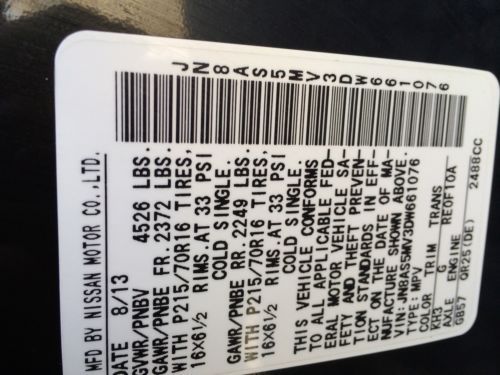 MFD BY NISSAN MOTOR CO.,LTD.
DATE 8/13
GVWR/PNBV 4526 LBS.
GAWR/PNBE FR. 2372 LBS.
WITH P215/70R16 TIRES,
16X6½ RIMS.AT 33 PSI
COLD SINGLE.
GAWR/PNBE RR. 2249 LBS.
WITH P215/70R16 TIRES,
16X6½ RIMS.AT 33 PSI
COLD SINGLE.
THIS VEHICLE CONFORMS
TO ALL APPLICABLE FED-
ERAL MOTOR VEHICLE SA-
FETY AND THEFT PREVEN-
TION STANDARDS IN EFF-
ECT ON THE DATE OF MA-
NUFACTURE SHOWN ABOVE.
VIN:JN8AS5MV3DW661076
TYPE: MPV
COLOR TRIM TRANS
KH3 G RE0F10A
AXLE ENGINE
GB57 QR25(DE) 2488CC
JN8AS5MV3DW661076